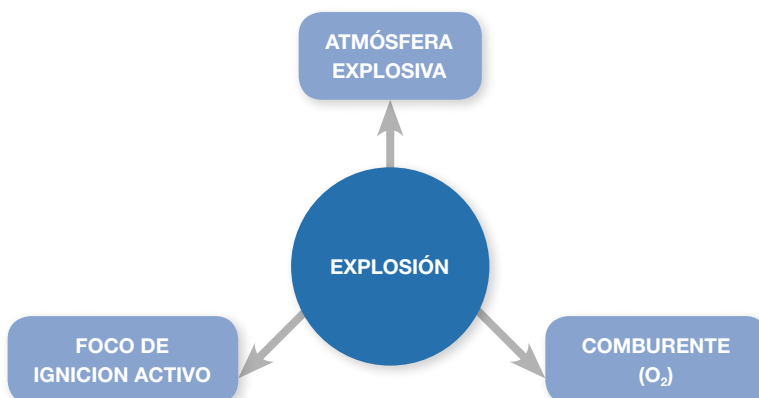 ATMÓSFERA
EXPLOSIVA
EXPLOSIÓN
FOCO DE
IGNICION ACTIVO
COMBURENTE
(O₂)